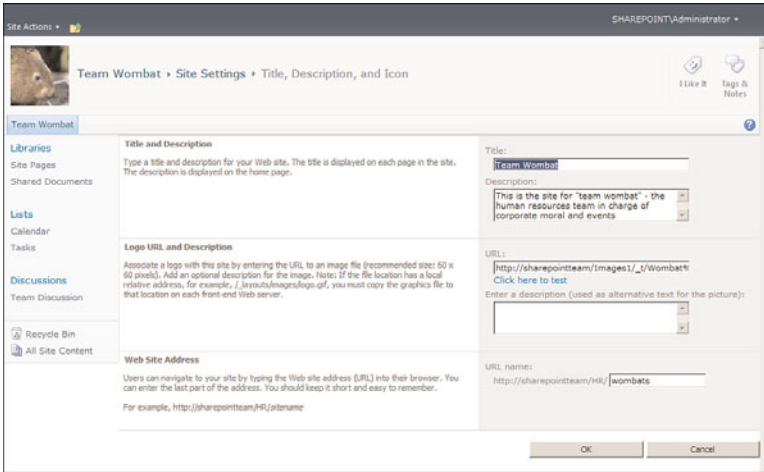 SHAREPOINT\Administrator
Site Actions
Team Wombat › Site Settings › Title, Description, and Icon
I Like It
Tags &
Notes
Team Wombat
Libraries
Site Pages
Shared Documents
Lists
Calendar
Tasks
Discussions
Team Discussion
Recycle Bin
All Site Content
Title and Description
Type a title and description for your Web site. The title is displayed on each page in the site.
The description is displayed on the home page.
Title:
Team Wombat
Description:
This is the site for "team wombat" - the
human resources team in charge of
corporate moral and events
Logo URL and Description
Associate a logo with this site by entering the URL to an image file (recommended size: 60 x
60 pixels). Add an optional description for the image. Note: If the file location has a local
relative address, for example, /_layouts/images/logo.gif, you must copy the graphics file to
that location on each front-end Web server.
URL:
http://sharepointteam/Images1/_t/Wombat%
Click here to test
Enter a description (used as alternative text for the picture):
Web Site Address
Users can navigate to your site by typing the Web site address (URL) into their browser. You
can enter the last part of the address. You should keep it short and easy to remember.
For example, http://sharepointteam/HR/sitename
URL name:
http://sharepointteam/HR/ wombats
OK
Cancel